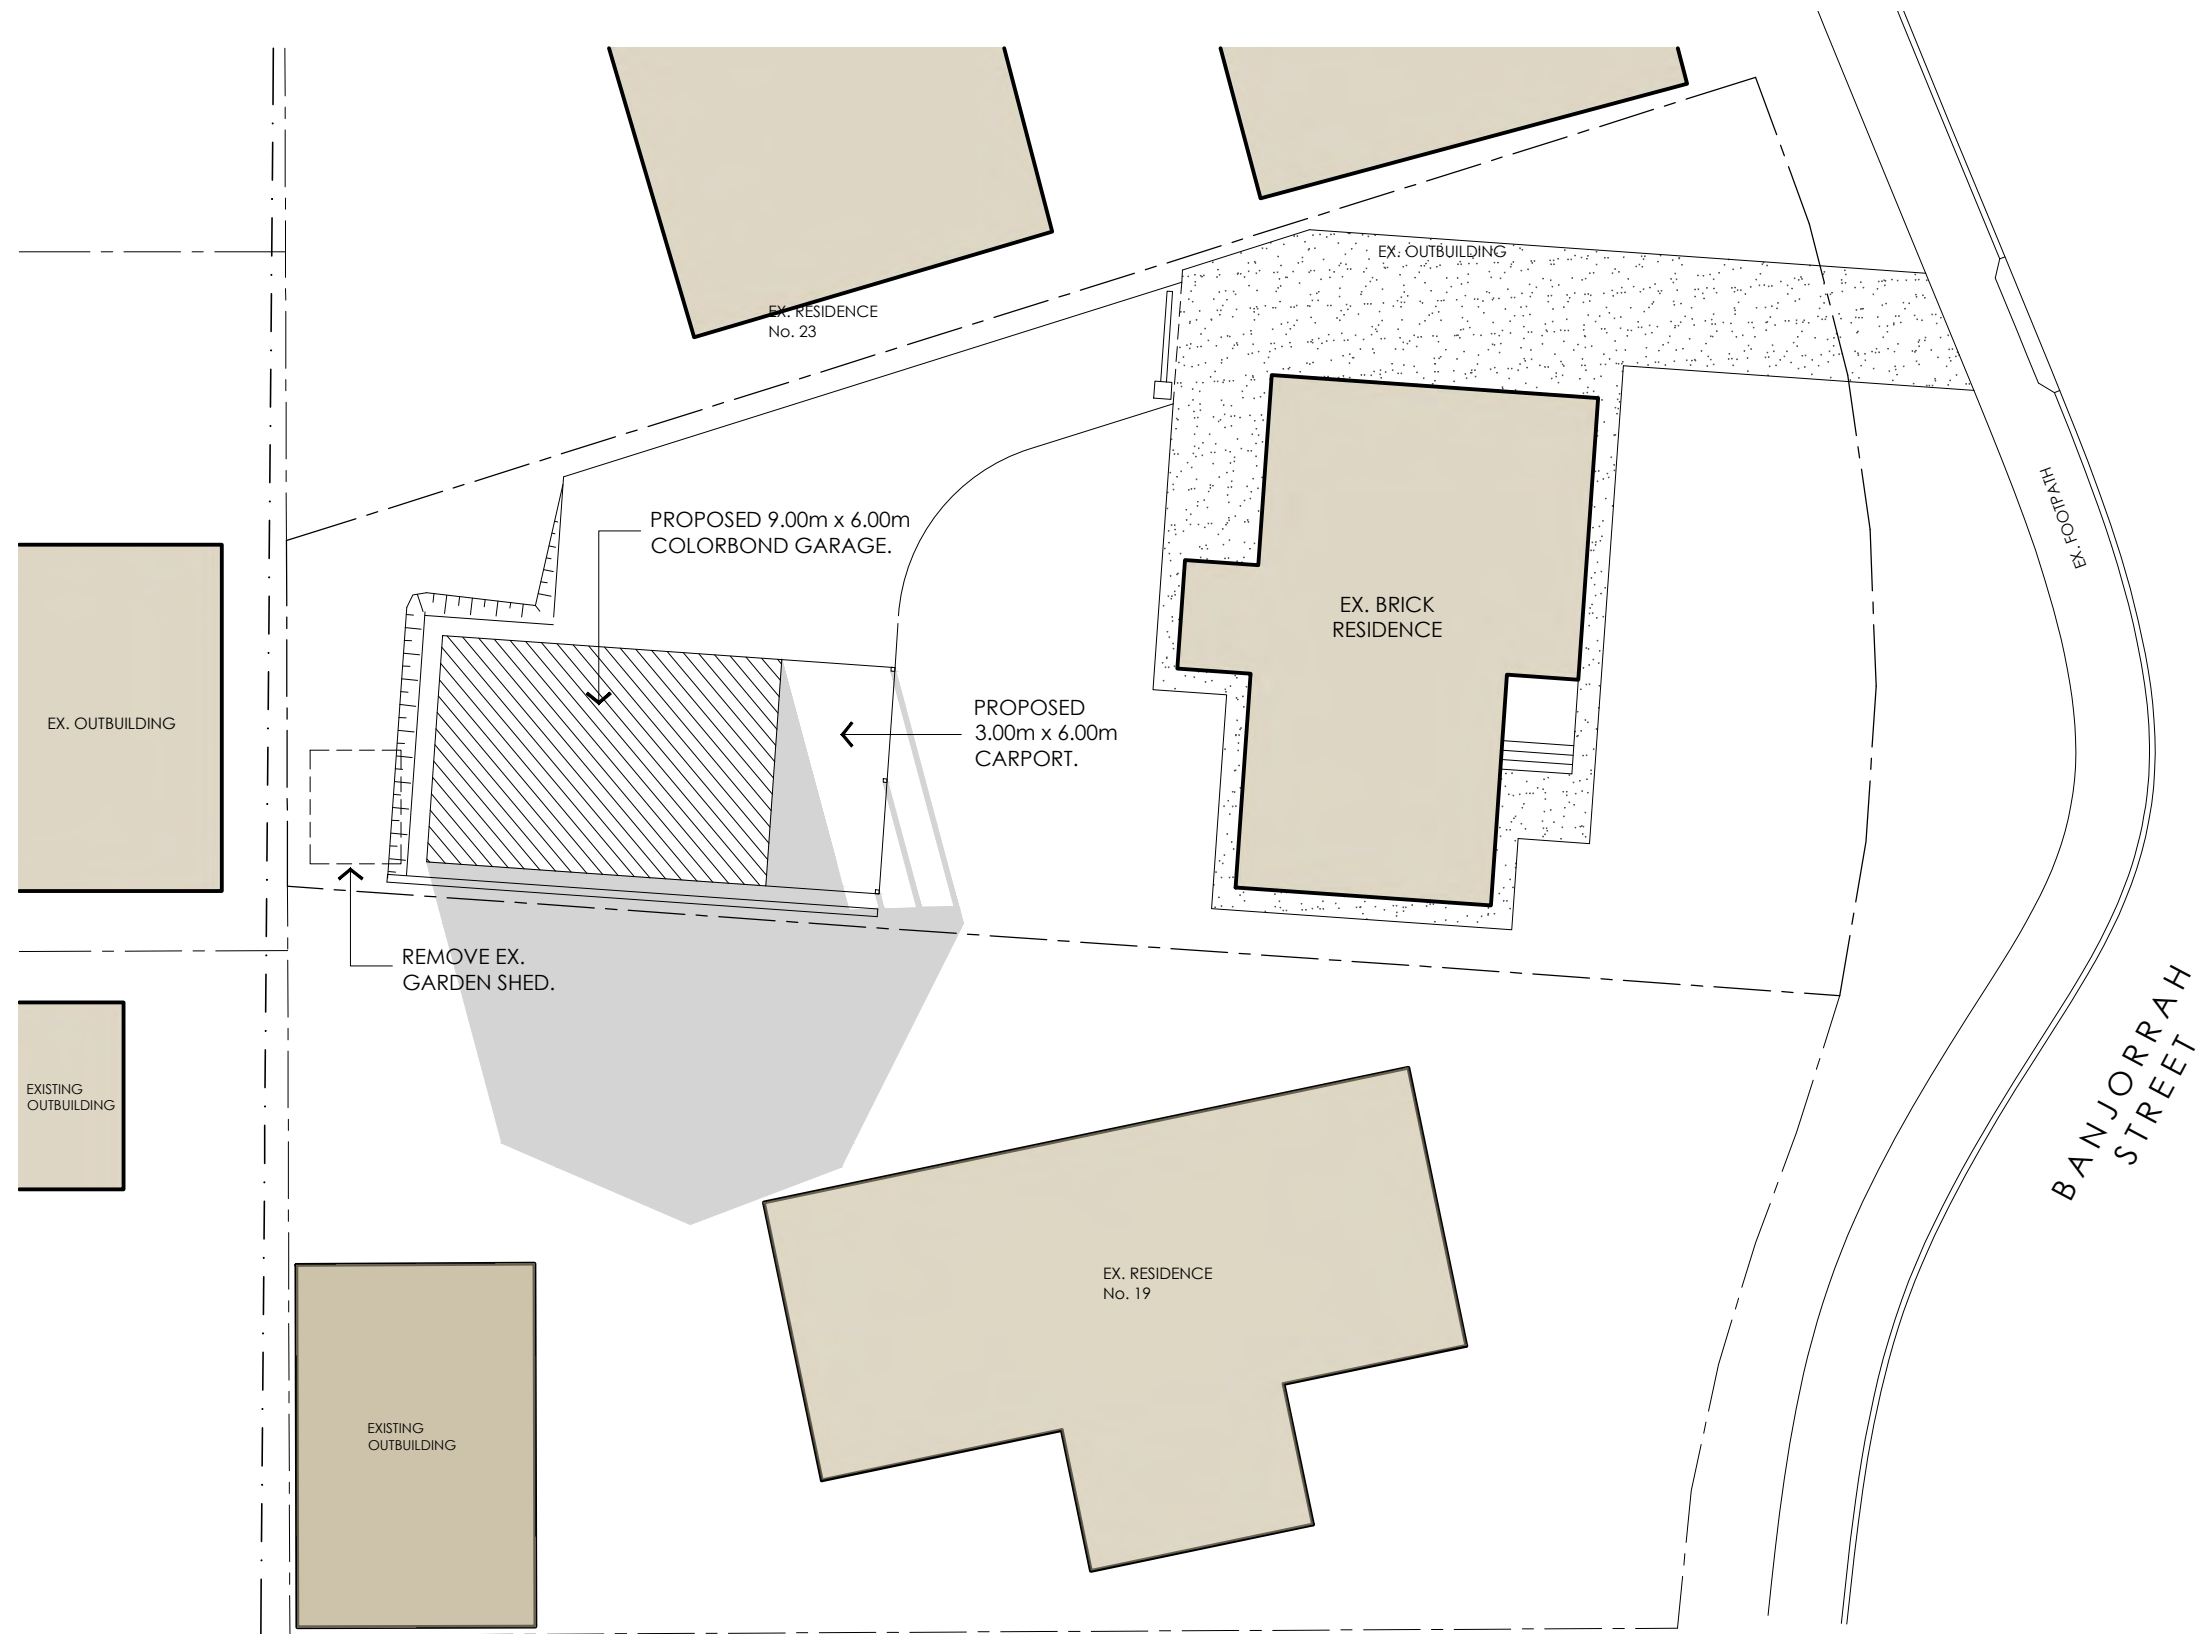 EX. OUTBUILDING
EX. RESIDENCE
No. 23
EX. FOOTPATH
PROPOSED 9.00m x 6.00m
COLORBOND GARAGE.
EX. BRICK
RESIDENCE
EX. OUTBUILDING
PROPOSED
3.00m x 6.00m
CARPORT.
REMOVE EX.
GARDEN SHED.
EXISTING
OUTBUILDING
BANJORRAH
STREET
EX. RESIDENCE
No. 19
EXISTING
OUTBUILDING